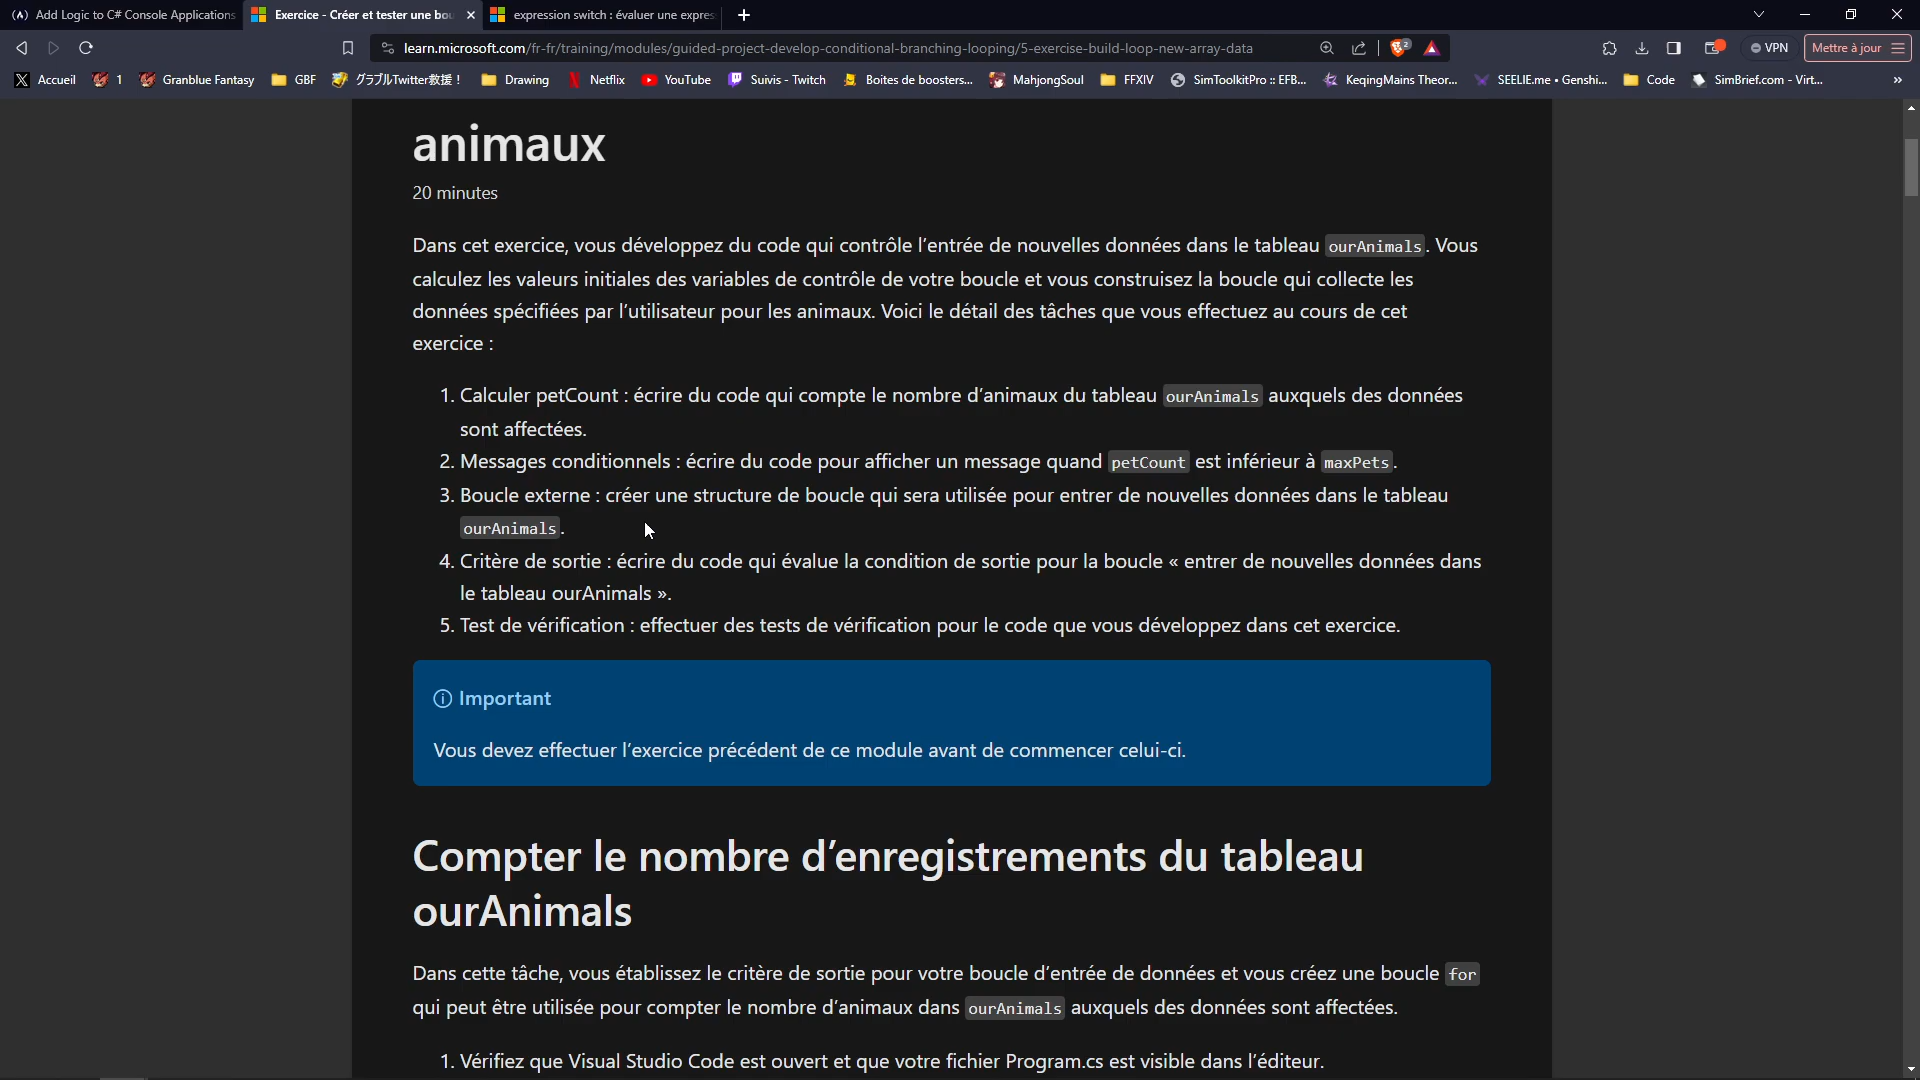 Add Logic to C# Console Applications
Exercice - Créer et tester une bou
expression switch : évaluer une expres
learn.microsoft.com/fr-fr/training/modules/guided-project-develop-conditional-branching-looping/5-exercise-build-loop-new-array-data
2
VPN
Mettre à jour
Accueil
1
Granblue Fantasy
GBF
グラブルTwitter救援！
Drawing
Netflix
YouTube
Suivis - Twitch
Boites de boosters...
MahjongSoul
FFXIV
SimToolkitPro :: EFB...
KeqingMains Theor...
SEELIE.me • Genshi...
Code
SimBrief.com - Virt...
»
animaux
20 minutes
Dans cet exercice, vous développez du code qui contrôle l’entrée de nouvelles données dans le tableau ourAnimals. Vous
calculez les valeurs initiales des variables de contrôle de votre boucle et vous construisez la boucle qui collecte les
données spécifiées par l’utilisateur pour les animaux. Voici le détail des tâches que vous effectuez au cours de cet
exercice :
1. Calculer petCount : écrire du code qui compte le nombre d’animaux du tableau ourAnimals auxquels des données
sont affectées.
2. Messages conditionnels : écrire du code pour afficher un message quand petCount est inférieur à maxPets.
3. Boucle externe : créer une structure de boucle qui sera utilisée pour entrer de nouvelles données dans le tableau
ourAnimals.
4. Critère de sortie : écrire du code qui évalue la condition de sortie pour la boucle « entrer de nouvelles données dans
le tableau ourAnimals ».
5. Test de vérification : effectuer des tests de vérification pour le code que vous développez dans cet exercice.
Important
Vous devez effectuer l’exercice précédent de ce module avant de commencer celui-ci.
Compter le nombre d’enregistrements du tableau
ourAnimals
Dans cette tâche, vous établissez le critère de sortie pour votre boucle d’entrée de données et vous créez une boucle for
qui peut être utilisée pour compter le nombre d’animaux dans ourAnimals auxquels des données sont affectées.
1. Vérifiez que Visual Studio Code est ouvert et que votre fichier Program.cs est visible dans l’éditeur.